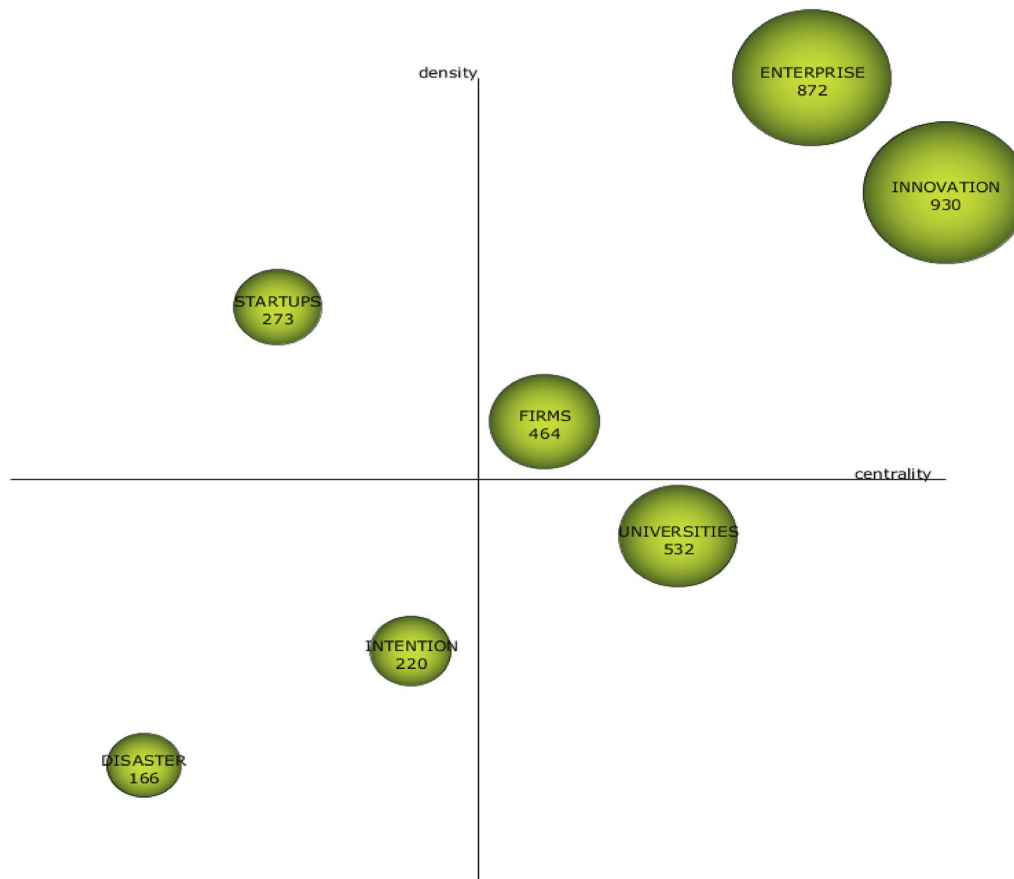 density
ENTERPRISE
872
INNOVATION
930
STARTUPS
273
FIRMS
464
centrality
UNIVERSITIES
532
INTENTION
220
DISASTER
166